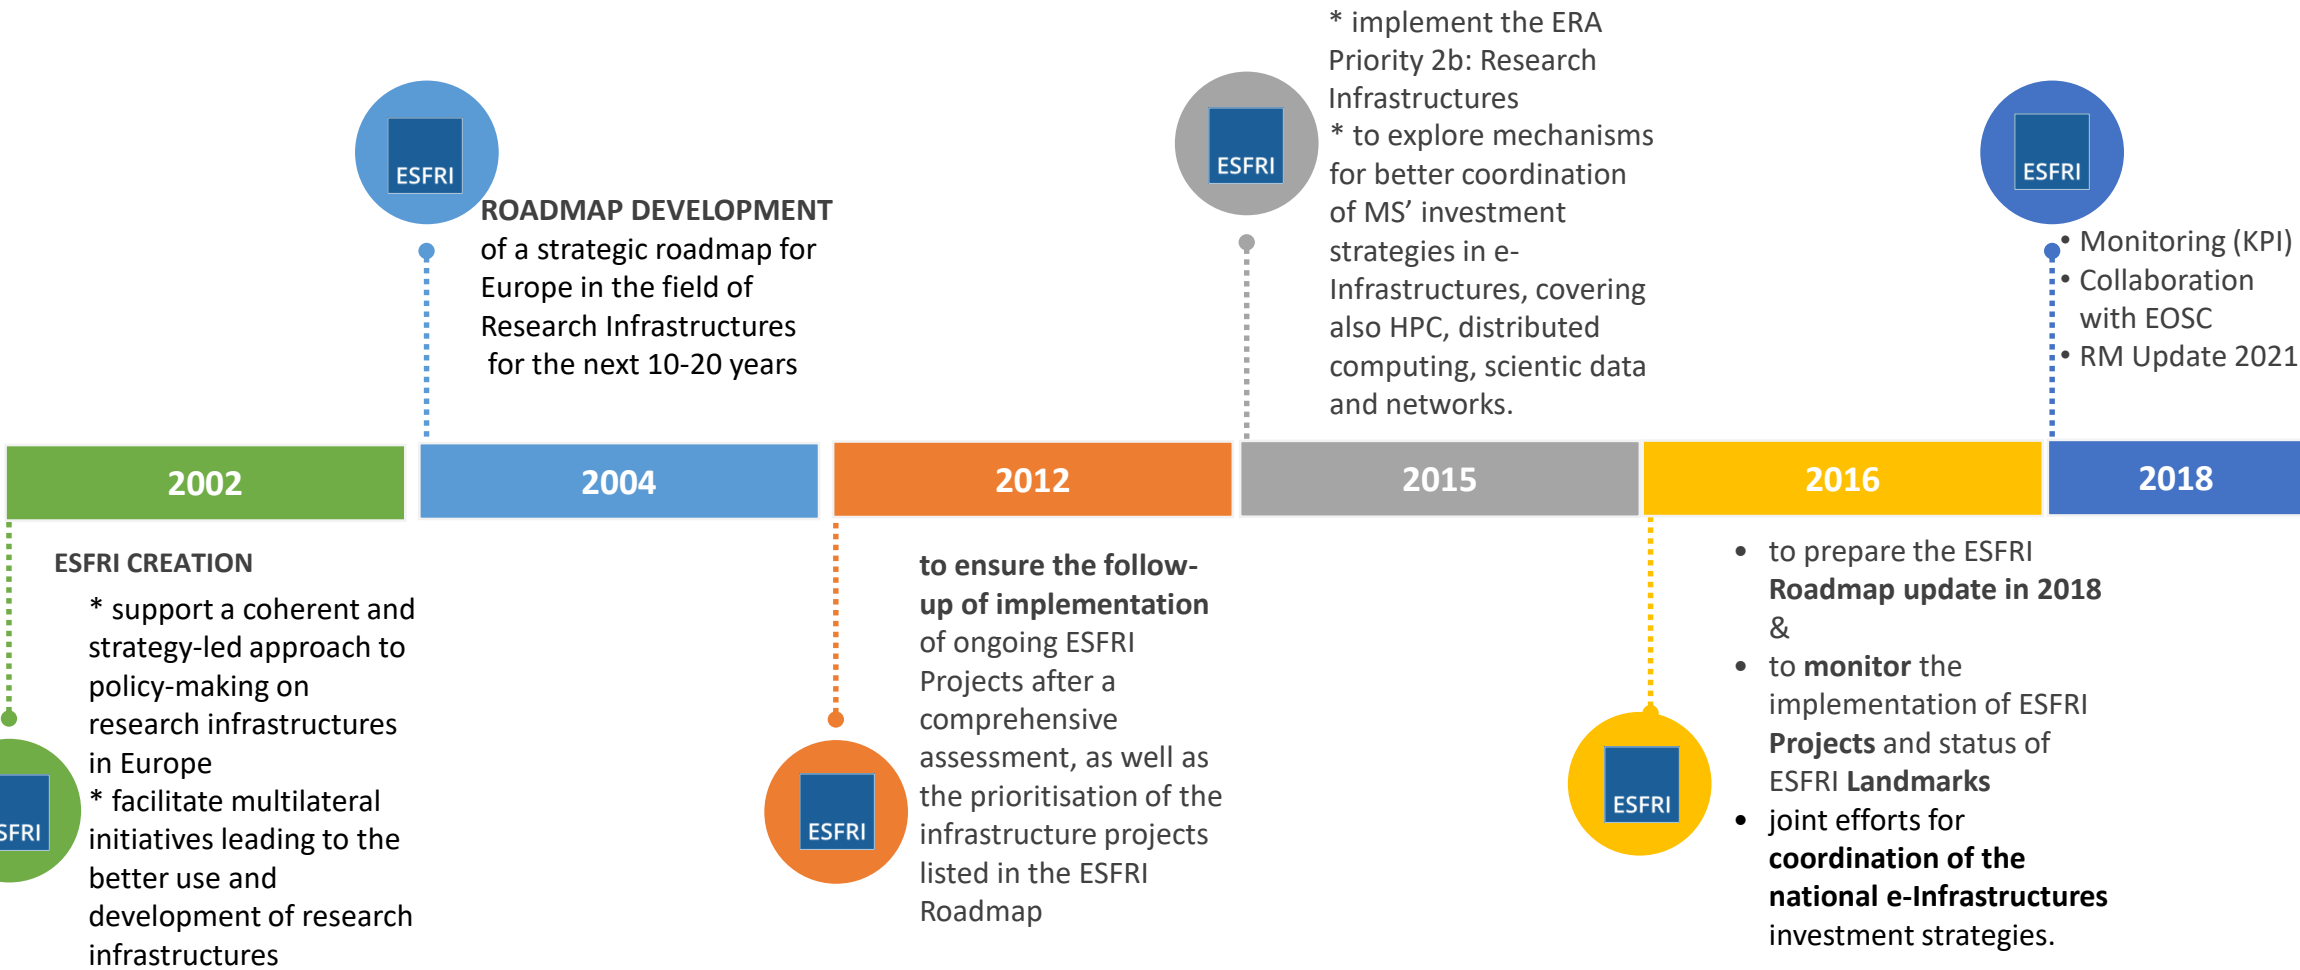 ESFRI
ROADMAP DEVELOPMENT
of a strategic roadmap for
Europe in the field of
Research Infrastructures
for the next 10-20 years
ESFRI
* implement the ERA
Priority 2b: Research
Infrastructures
* to explore mechanisms
for better coordination
of MS’ investment
strategies in e-
Infrastructures, covering
also HPC, distributed
computing, scientic data
and networks.
ESFRI
• Monitoring (KPI)
• Collaboration
with EOSC
• RM Update 2021
2002
2004
2012
2015
2016
2018
ESFRI CREATION
* support a coherent and
strategy-led approach to
policy-making on
research infrastructures
in Europe
* facilitate multilateral
initiatives leading to the
better use and
development of research
infrastructures
SFRI
ESFRI
to ensure the follow-
up of implementation
of ongoing ESFRI
Projects after a
comprehensive
assessment, as well as
the prioritisation of the
infrastructure projects
listed in the ESFRI
Roadmap
ESFRI
• to prepare the ESFRI
Roadmap update in 2018
&
• to monitor the
implementation of ESFRI
Projects and status of
ESFRI Landmarks
• joint efforts for
coordination of the
national e-Infrastructures
investment strategies.